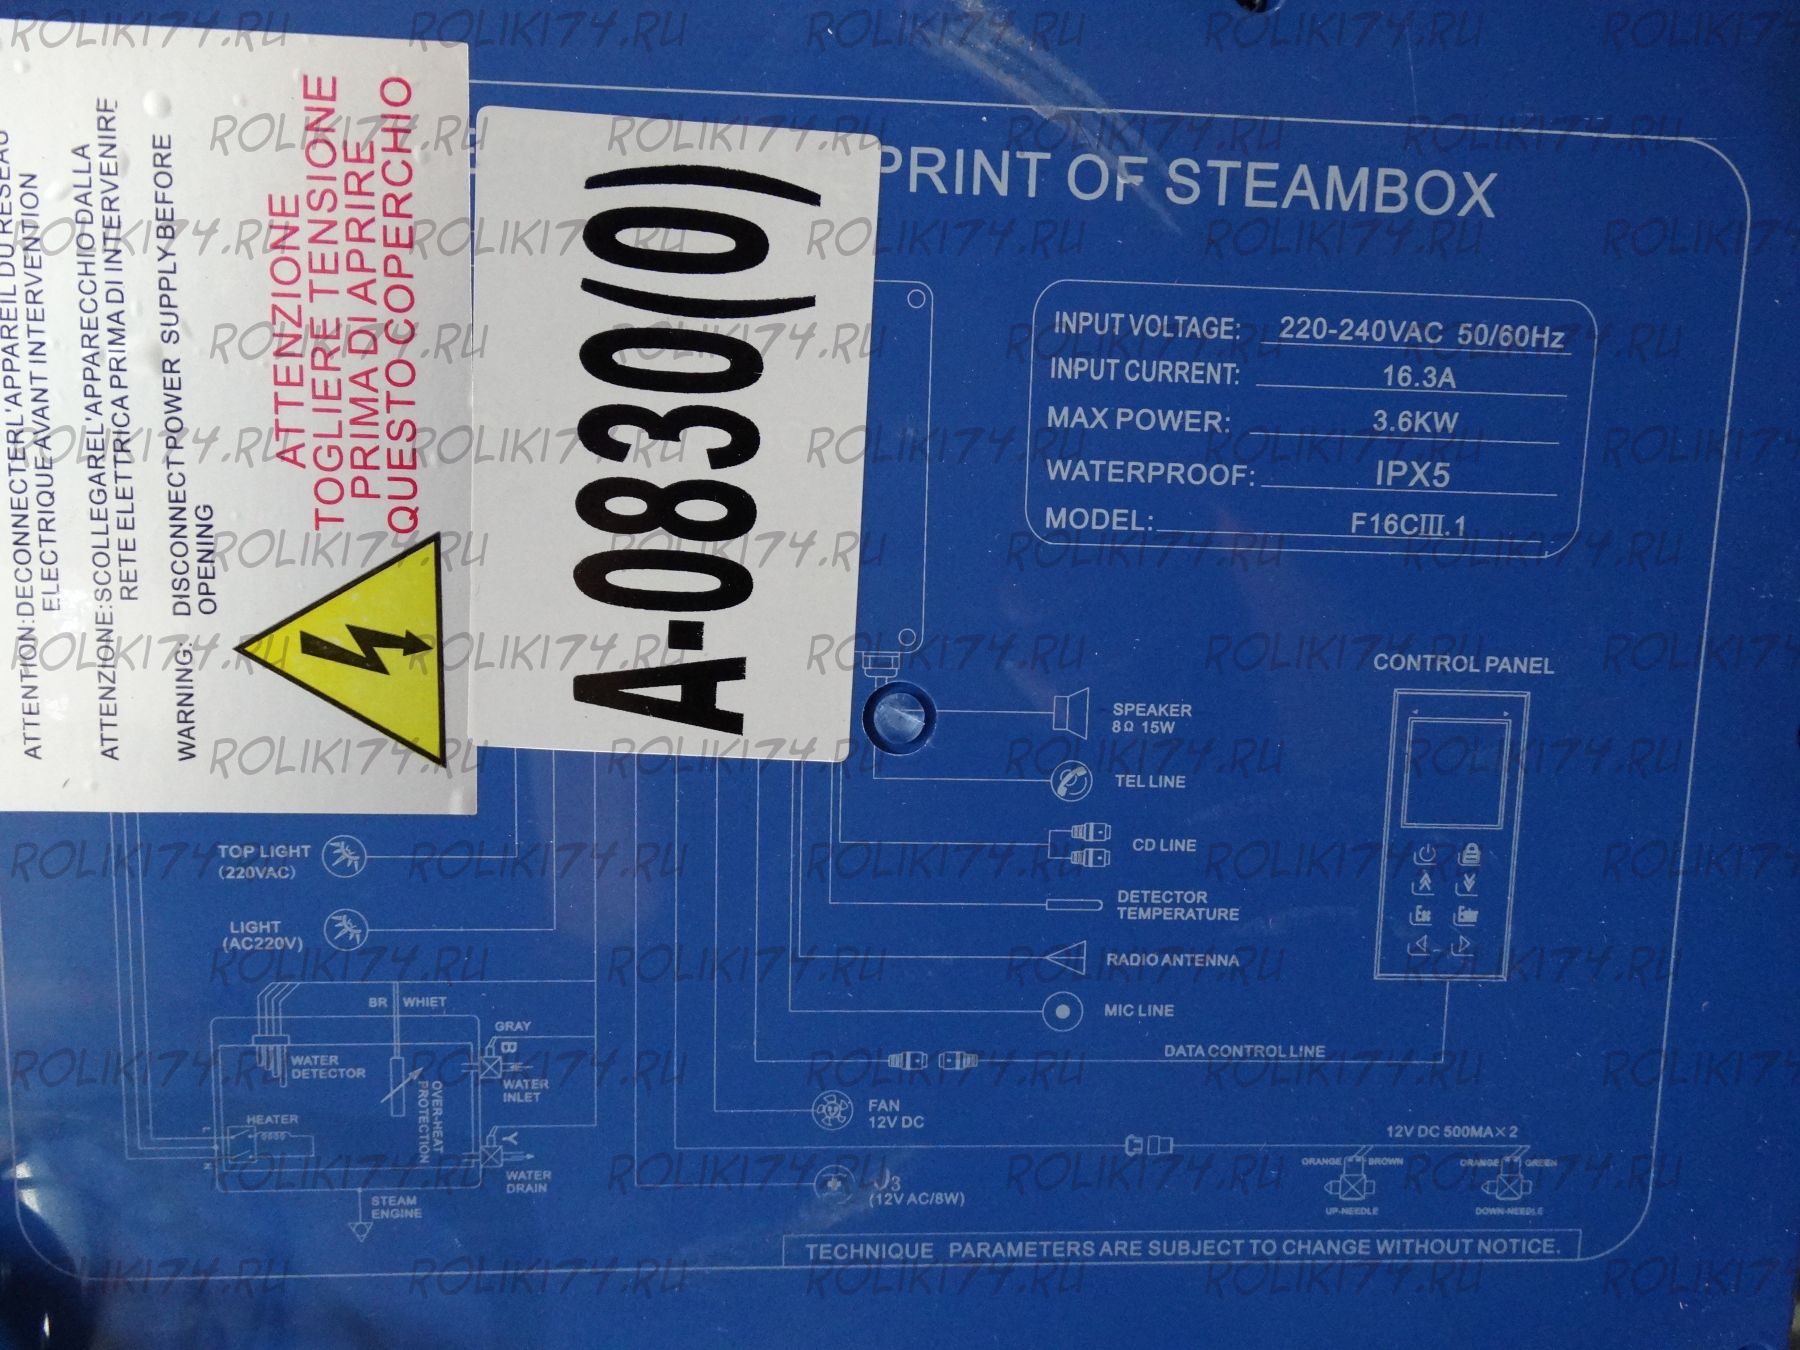 ATTENTION:DECONNECTERL'APPAREIL DU RESEAU
ELECTRIQUE AVANT INTERVENTION
ATTENZIONE:SCOLLEGAREL'APPARECCHIO DALLA
RETE ELETTRICA PRIMA DI INTERVENIRE
WARNING: DISCONNECT POWER SUPPLY BEFORE
OPENING
ATTENZIONE
TOGLIERE TENSIONE
PRIMA DI APRIRE
QUESTO COPERCHIO
A-0830(0)
PRINT OF STEAMBOX
INPUT VOLTAGE: 220-240VAC 50/60Hz
INPUT CURRENT: 16.3A
MAX POWER: 3.6KW
WATERPROOF: IPX5
MODEL: F16CⅢ.1
CONTROL PANEL
SPEAKER
8Ω 15W
TEL LINE
CD LINE
DETECTOR
TEMPERATURE
RADIO ANTENNA
MIC LINE
DATA CONTROL LINE
Esc Enter
TOP LIGHT
(220VAC)
LIGHT
(AC220V)
BR WHIET
GRAY
B
WATER
DETECTOR
WATER
INLET
OVER-HEAT
PROTECTION
HEATER
L
N
Y
WATER
DRAIN
STEAM
ENGINE
FAN
12V DC
J3
(12V AC/8W)
12V DC 500MA×2
ORANGE BROWN
ORANGE GREEN
UP-NEEDLE
DOWN-NEEDLE
TECHNIQUE PARAMETERS ARE SUBJECT TO CHANGE WITHOUT NOTICE.
ROLIKI74.RU